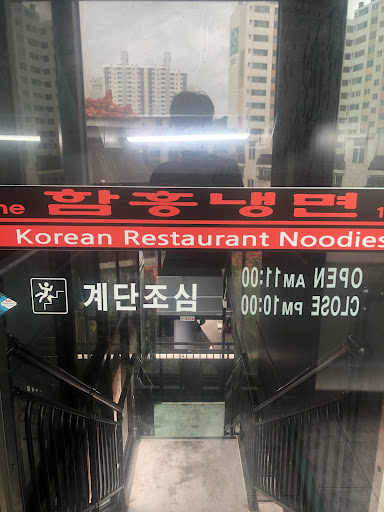 함흥냉면
Korean Restaurant Noodies
계단조심
OPEN AM11:00
CLOSE PM10:00